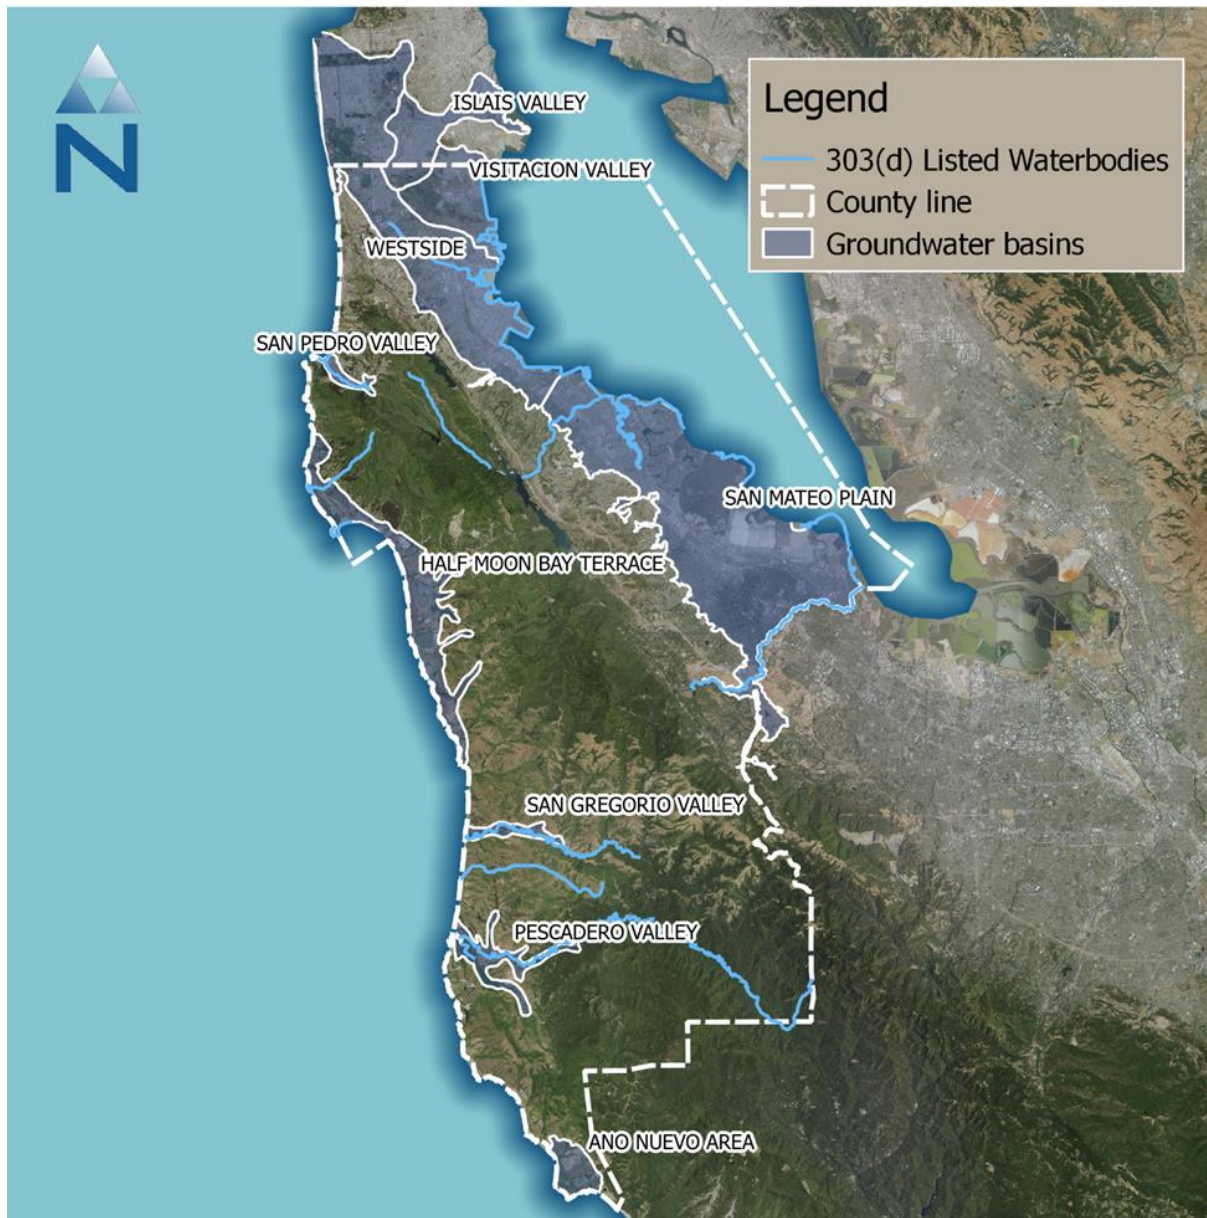 N
Legend
303(d) Listed Waterbodies
County line
Groundwater basins
ISLAIS VALLEY
VISITACION VALLEY
WESTSIDE
SAN PEDRO VALLEY
SAN MATEO PLAIN
HALF MOON BAY TERRACE
SAN GREGORIO VALLEY
PESCADERO VALLEY
ANO NUEVO AREA